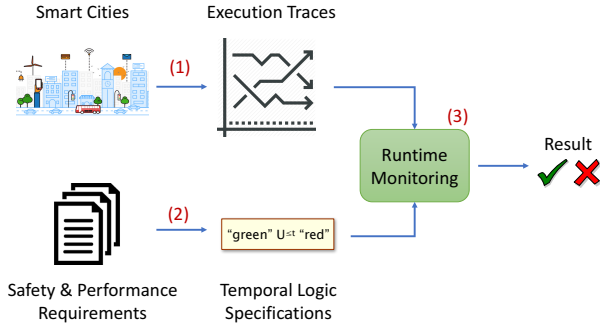 Smart Cities
Execution Traces
(1)
(3)
Runtime
Monitoring
Result
(2)
“green” U≤t “red”
Safety & Performance
Requirements
Temporal Logic
Specifications